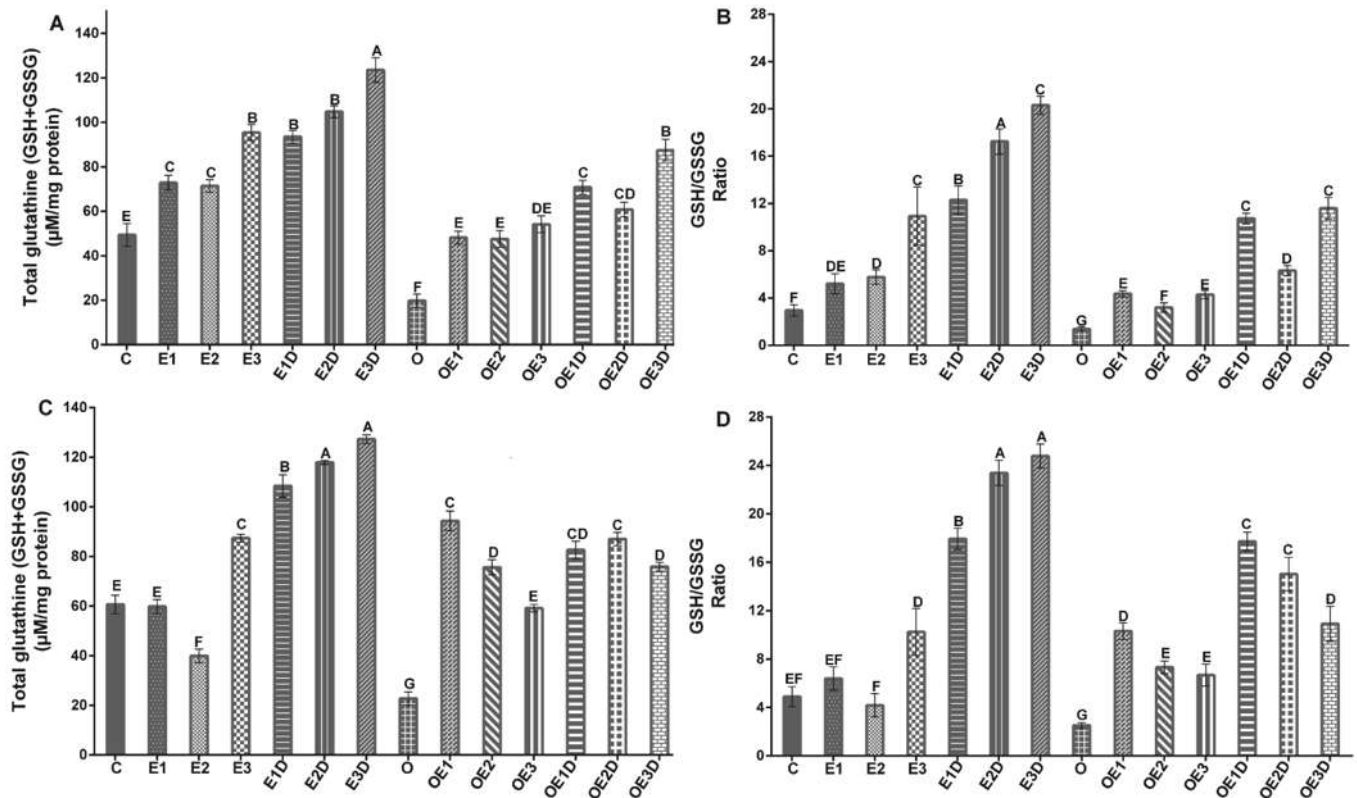 A
Total glutathine (GSH+GSSG)
(µM/mg protein)
140
120
100
80
60
40
20
0
E
C
C
B
B
B
A
F
E
E
DE
C
CD
B
C
E1
E2
E3
E1D
E2D
E3D
O
OE1
OE2
OE3
OE1D
OE2D
OE3D
B
GSH/GSSG
Ratio
28
24
20
16
12
8
4
0
F
DE
D
C
B
A
C
G
E
F
E
C
D
C
C
E1
E2
E3
E1D
E2D
E3D
O
OE1
OE2
OE3
OE1D
OE2D
OE3D
C
Total glutathine (GSH+GSSG)
(µM/mg protein)
140
120
100
80
60
40
20
0
E
E
F
C
B
A
A
G
C
D
E
CD
C
D
C
E1
E2
E3
E1D
E2D
E3D
O
OE1
OE2
OE3
OE1D
OE2D
OE3D
D
GSH/GSSG
Ratio
28
24
20
16
12
8
4
0
EF
EF
F
D
B
A
A
G
D
E
E
C
C
D
C
E1
E2
E3
E1D
E2D
E3D
O
OE1
OE2
OE3
OE1D
OE2D
OE3D